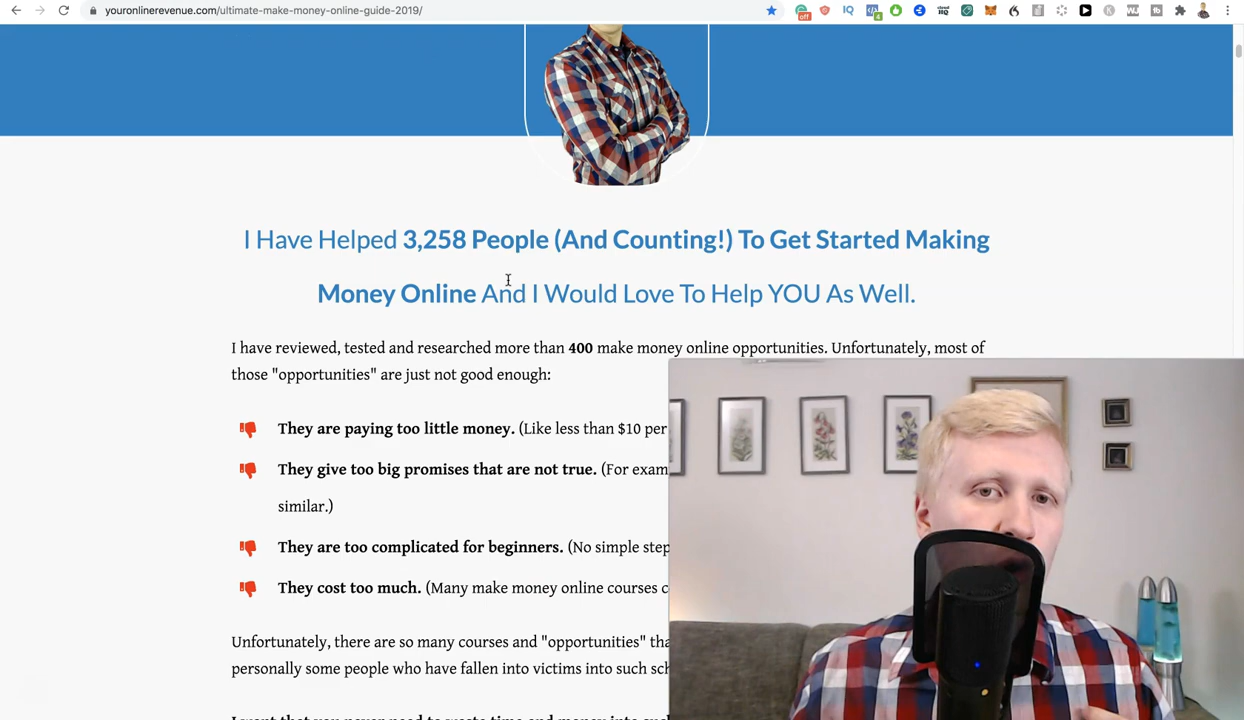 youronlinerevenue.com/ultimate-make-money-online-guide-2019/
I Have Helped 3,258 People (And Counting!) To Get Started Making
Money Online And I Would Love To Help YOU As Well.
I have reviewed, tested and researched more than 400 make money online opportunities. Unfortunately, most of
those "opportunities" are just not good enough:
They are paying too little money. (Like less than $10 per
They give too big promises that are not true. (For exam
similar.)
They are too complicated for beginners. (No simple step
They cost too much. (Many make money online courses c
Unfortunately, there are so many courses and "opportunities" tha
personally some people who have fallen into victims into such sch